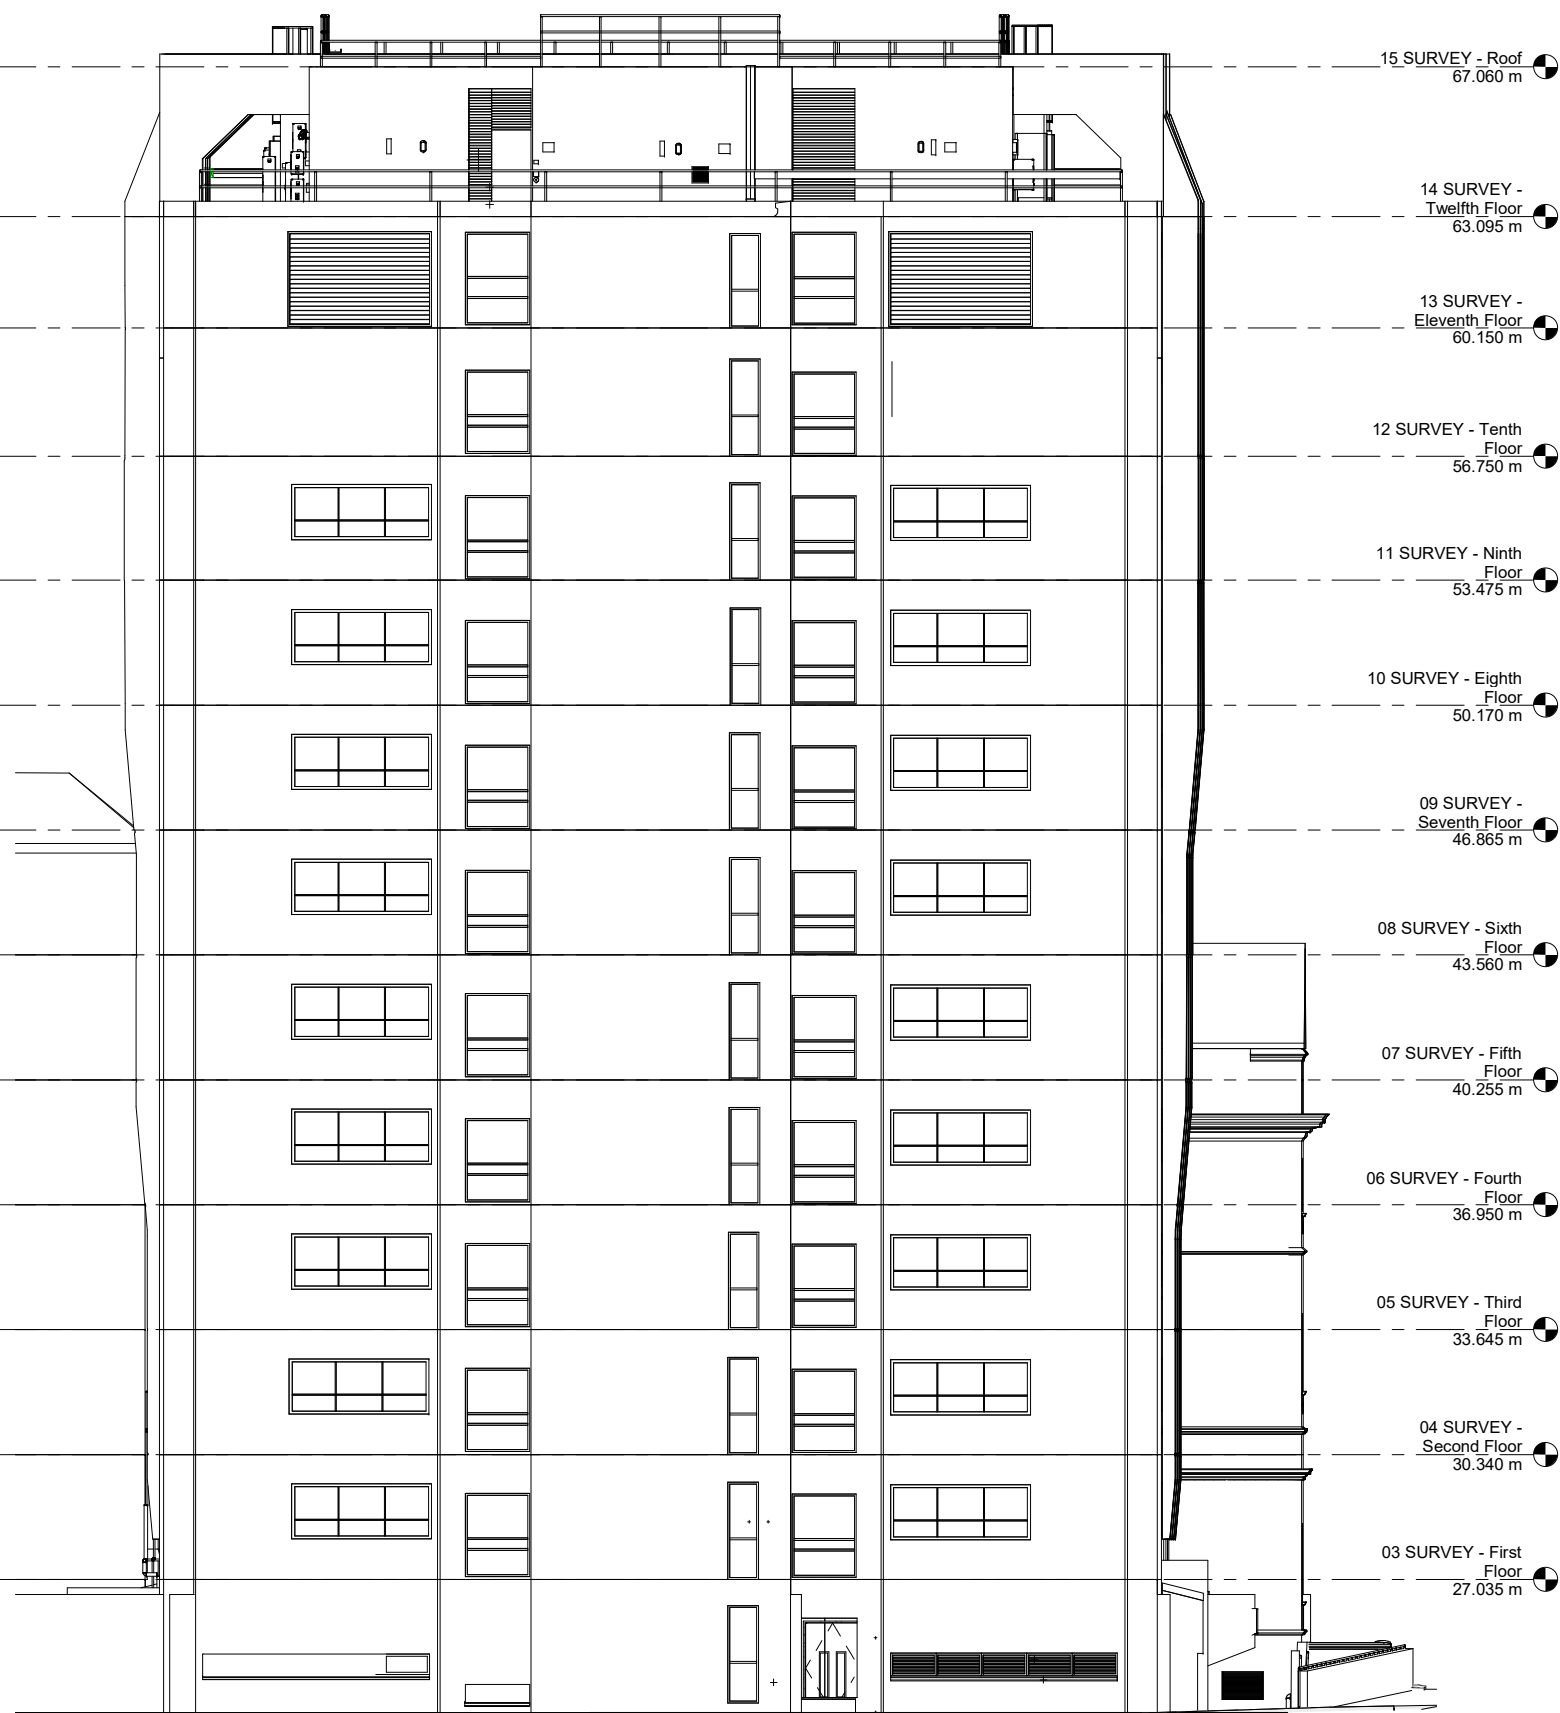 15 SURVEY - Roof
67.060 m
14 SURVEY -
Twelfth Floor
63.095 m
13 SURVEY -
Eleventh Floor
60.150 m
12 SURVEY - Tenth
Floor
56.750 m
11 SURVEY - Ninth
Floor
53.475 m
10 SURVEY - Eighth
Floor
50.170 m
09 SURVEY -
Seventh Floor
46.865 m
08 SURVEY - Sixth
Floor
43.560 m
07 SURVEY - Fifth
Floor
40.255 m
06 SURVEY - Fourth
Floor
36.950 m
05 SURVEY - Third
Floor
33.645 m
04 SURVEY -
Second Floor
30.340 m
03 SURVEY - First
Floor
27.035 m